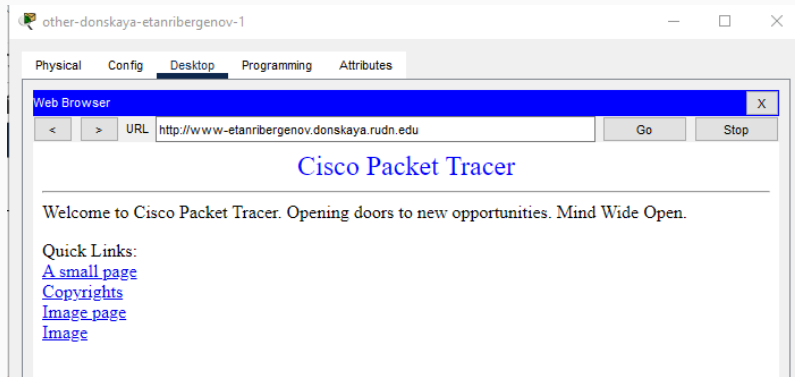 other-donskaya-etanribergenov-1
Physical Config Desktop Programming Attributes
Web Browser X
< > URL http://www-etanribergenov.donskaya.rudn.edu Go Stop
Cisco Packet Tracer
Welcome to Cisco Packet Tracer. Opening doors to new opportunities. Mind Wide Open.
Quick Links:
A small page
Copyrights
Image page
Image